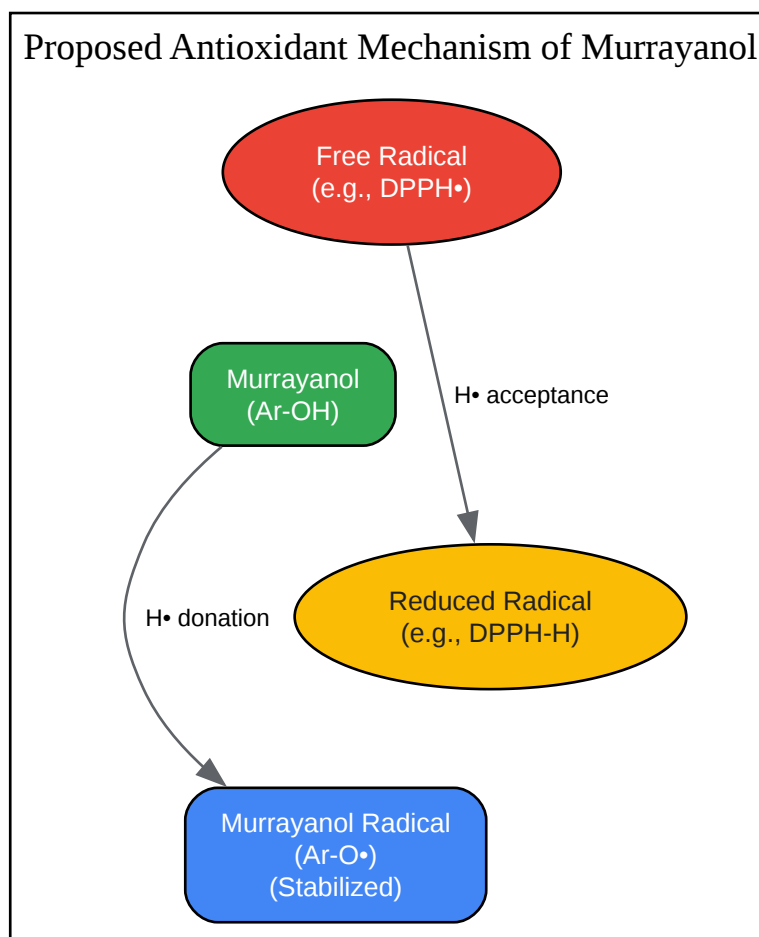 Proposed Antioxidant Mechanism of Murrayanol
Free Radical
(e.g., DPPH•)
Murrayanol
(Ar-OH)
H• acceptance
Reduced Radical
(e.g., DPPH-H)
H• donation
Murrayanol Radical
(Ar-O•)
(Stabilized)